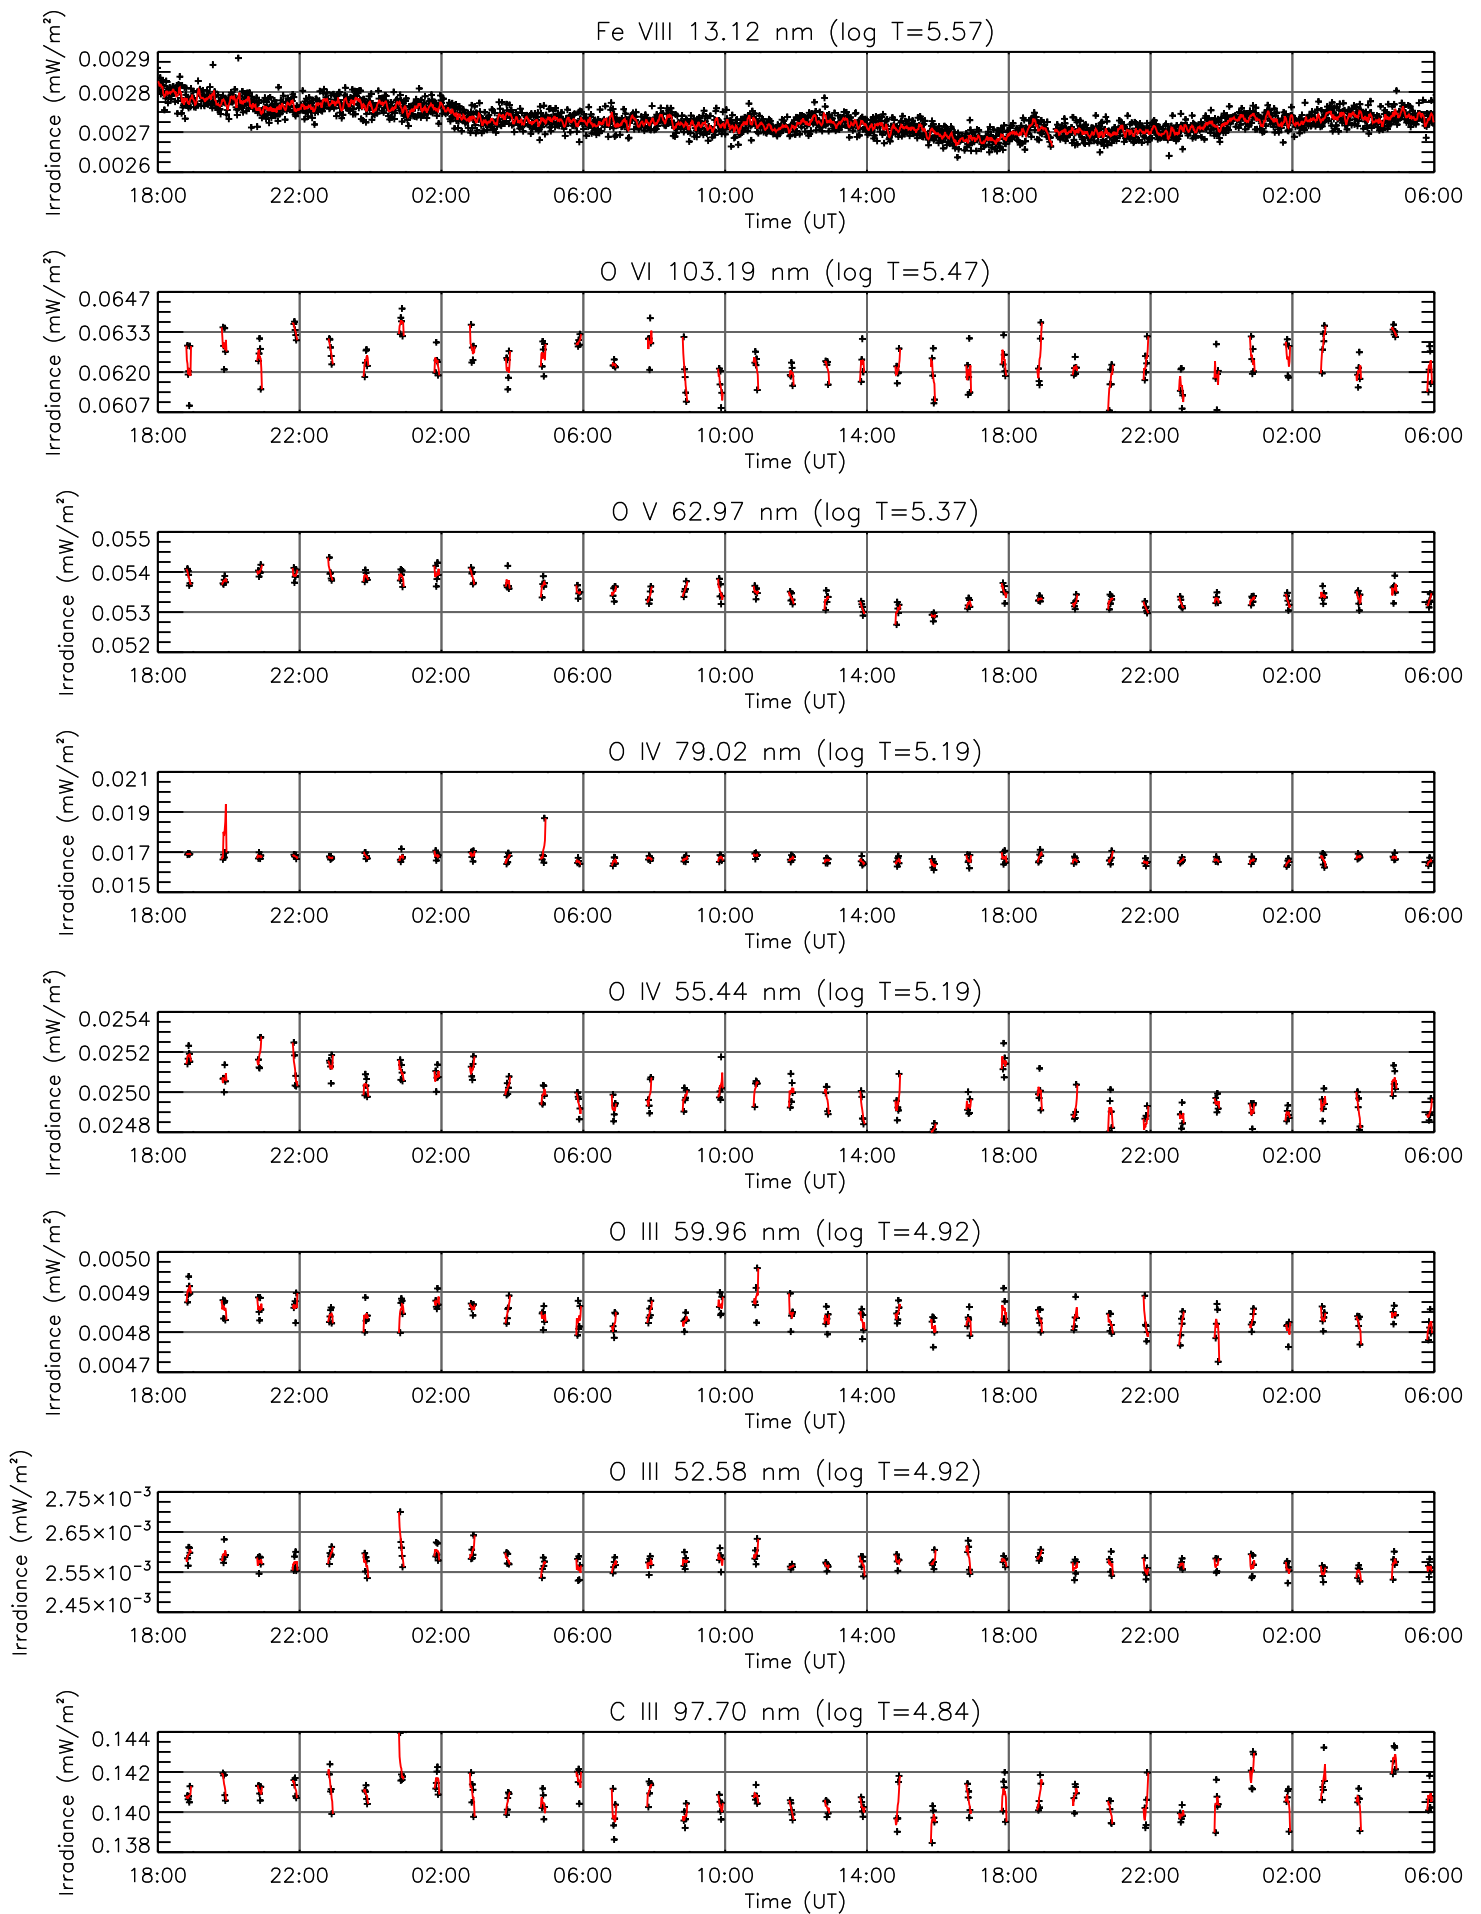 Fe VIII 13.12 nm (log T=5.57)
Irradiance (mW/m²)
0.0029
0.0028
0.0027
0.0026
18:00 22:00 02:00 06:00 10:00 14:00 18:00 22:00 02:00 06:00
Time (UT)
O VI 103.19 nm (log T=5.47)
Irradiance (mW/m²)
0.0647
0.0633
0.0620
0.0607
18:00 22:00 02:00 06:00 10:00 14:00 18:00 22:00 02:00 06:00
Time (UT)
O V 62.97 nm (log T=5.37)
Irradiance (mW/m²)
0.055
0.054
0.053
0.052
18:00 22:00 02:00 06:00 10:00 14:00 18:00 22:00 02:00 06:00
Time (UT)
O IV 79.02 nm (log T=5.19)
Irradiance (mW/m²)
0.021
0.019
0.017
0.015
18:00 22:00 02:00 06:00 10:00 14:00 18:00 22:00 02:00 06:00
Time (UT)
O IV 55.44 nm (log T=5.19)
Irradiance (mW/m²)
0.0254
0.0252
0.0250
0.0248
18:00 22:00 02:00 06:00 10:00 14:00 18:00 22:00 02:00 06:00
Time (UT)
O III 59.96 nm (log T=4.92)
Irradiance (mW/m²)
0.0050
0.0049
0.0048
0.0047
18:00 22:00 02:00 06:00 10:00 14:00 18:00 22:00 02:00 06:00
Time (UT)
O III 52.58 nm (log T=4.92)
Irradiance (mW/m²)
2.75×10⁻³
2.65×10⁻³
2.55×10⁻³
2.45×10⁻³
18:00 22:00 02:00 06:00 10:00 14:00 18:00 22:00 02:00 06:00
Time (UT)
C III 97.70 nm (log T=4.84)
Irradiance (mW/m²)
0.144
0.142
0.140
0.138
18:00 22:00 02:00 06:00 10:00 14:00 18:00 22:00 02:00 06:00
Time (UT)